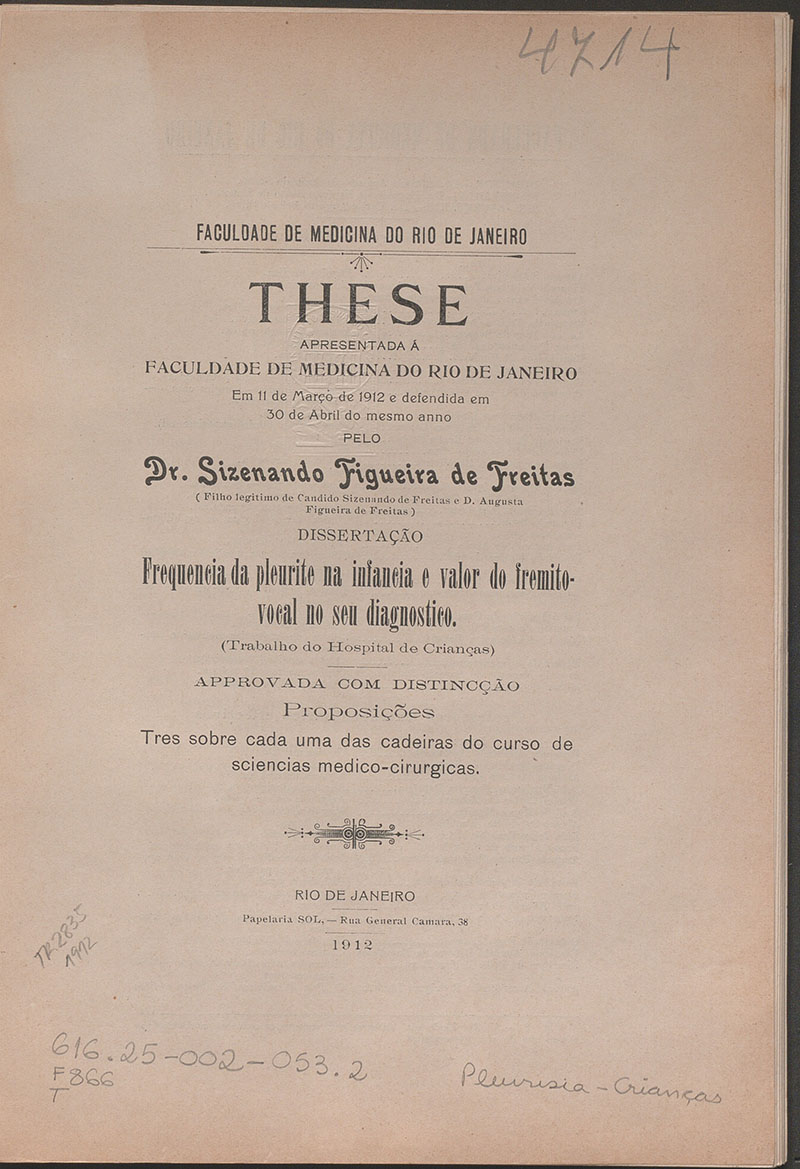 4714
FACULDADE DE MEDICINA DO RIO DE JANEIRO
THESE
APRESENTADA Á
FACULDADE DE MEDICINA DO RIO DE JANEIRO
Em 11 de Março de 1912 e defendida em
30 de Abril do mesmo anno
PELO
Dr. Sizenando Figueira de Freitas
( Filho legitimo de Candido Sizenando de Freitas e D. Augusta
Figueira de Freitas )
DISSERTAÇÃO
Frequencia da pleurite na infancia e valor do fremito-
vocal no seu diagnostico.
(Trabalho do Hospital de Crianças)
APPROVADA COM DISTINCÇÃO
Proposições
Tres sobre cada uma das cadeiras do curso de
sciencias medico-cirurgicas.
RIO DE JANEIRO
Papelaria SOL,— Rua General Camara, 38
1912
TR2835
1912
616.25-002-053.2
F866
T
Pleurisia - Crianças